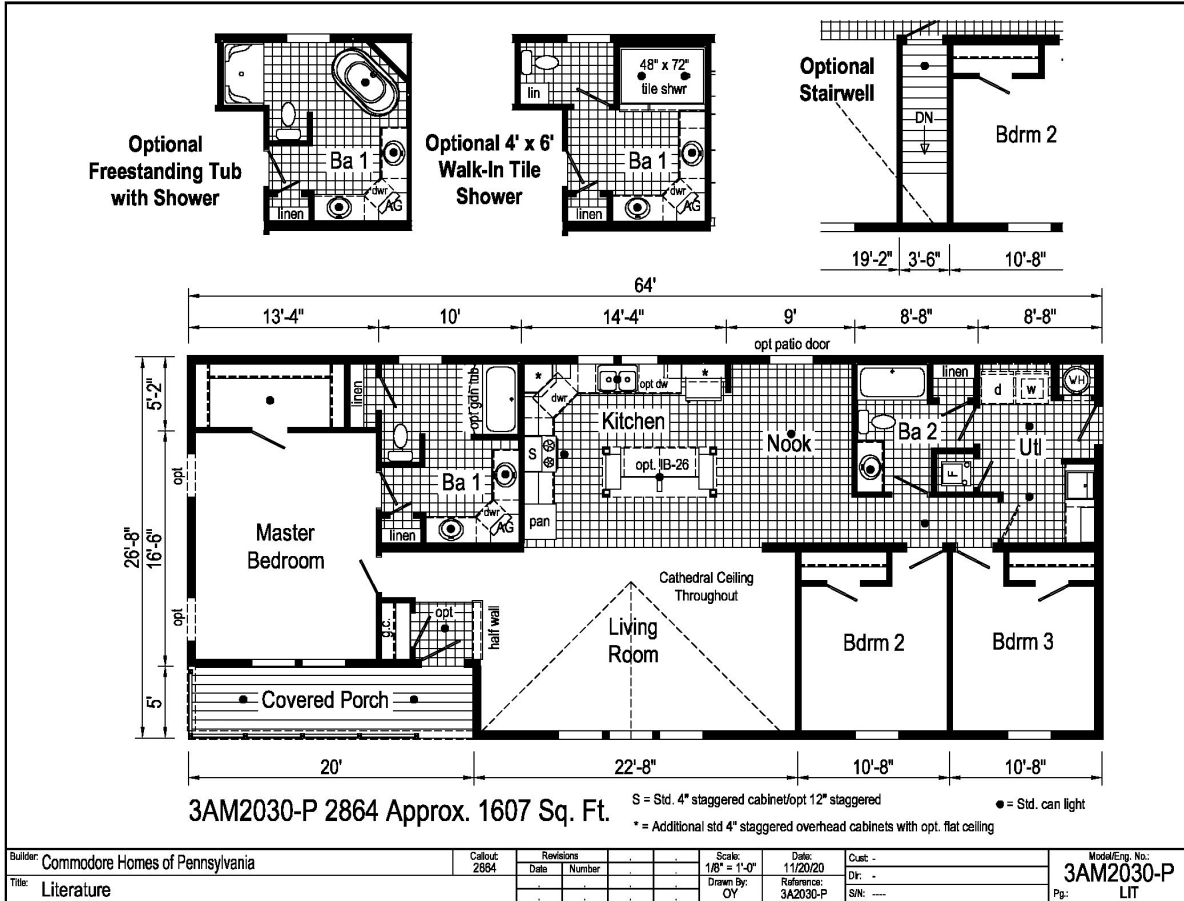 Optional
Freestanding Tub
with Shower
Ba 1
dwr
AG
linen
Optional 4' x 6'
Walk-In Tile
Shower
48" x 72"
tile shwr
lin
Ba 1
dwr
AG
linen
Optional
Stairwell
DN
Bdrm 2
19'-2" 3'-6" 10'-8"
64'
13'-4" 10' 14'-4" 9' 8'-8" 8'-8"
opt patio door
26'-8"
5'-2"
16'-6"
5'
opt
opt
linen
opt gdn tub
Ba 1
dwr
AG
linen
Master
Bedroom
g.c.
opt
half wall
Covered Porch
*
dwr
opt dw
*
Kitchen
S
opt. IB-26
pan
Nook
linen
Ba 2
d
w
WH
Utl
F
Cathedral Ceiling
Throughout
Living
Room
Bdrm 2
Bdrm 3
20' 22'-8" 10'-8" 10'-8"
3AM2030-P 2864 Approx. 1607 Sq. Ft.
S = Std. 4" staggered cabinet/opt 12" staggered
● = Std. can light
* = Additional std 4" staggered overhead cabinets with opt. flat ceiling
Builder: Commodore Homes of Pennsylvania
Title: Literature
Callout:
2864
Revisions
Date Number
Scale:
1/8" = 1'-0"
Drawn By:
OY
Date:
11/20/20
Reference:
3A2030-P
Cust: -
Dir: -
S/N: ----
Model/Eng. No.:
3AM2030-P
Pg.: LIT